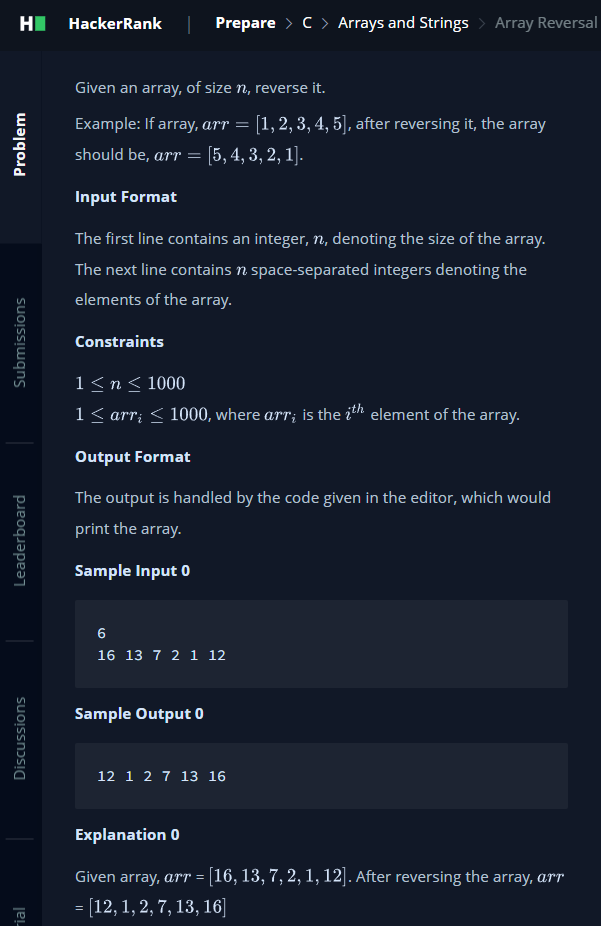 HackerRank | Prepare > C > Arrays and Strings > Array Reversal
Problem
Submissions
Leaderboard
Discussions
rial
Given an array, of size n, reverse it.
Example: If array, arr = [1, 2, 3, 4, 5], after reversing it, the array
should be, arr = [5, 4, 3, 2, 1].
Input Format
The first line contains an integer, n, denoting the size of the array.
The next line contains n space-separated integers denoting the
elements of the array.
Constraints
1 ≤ n ≤ 1000
1 ≤ arrᵢ ≤ 1000, where arrᵢ is the iᵗʰ element of the array.
Output Format
The output is handled by the code given in the editor, which would
print the array.
Sample Input 0
6
16 13 7 2 1 12
Sample Output 0
12 1 2 7 13 16
Explanation 0
Given array, arr = [16, 13, 7, 2, 1, 12]. After reversing the array, arr
= [12, 1, 2, 7, 13, 16]